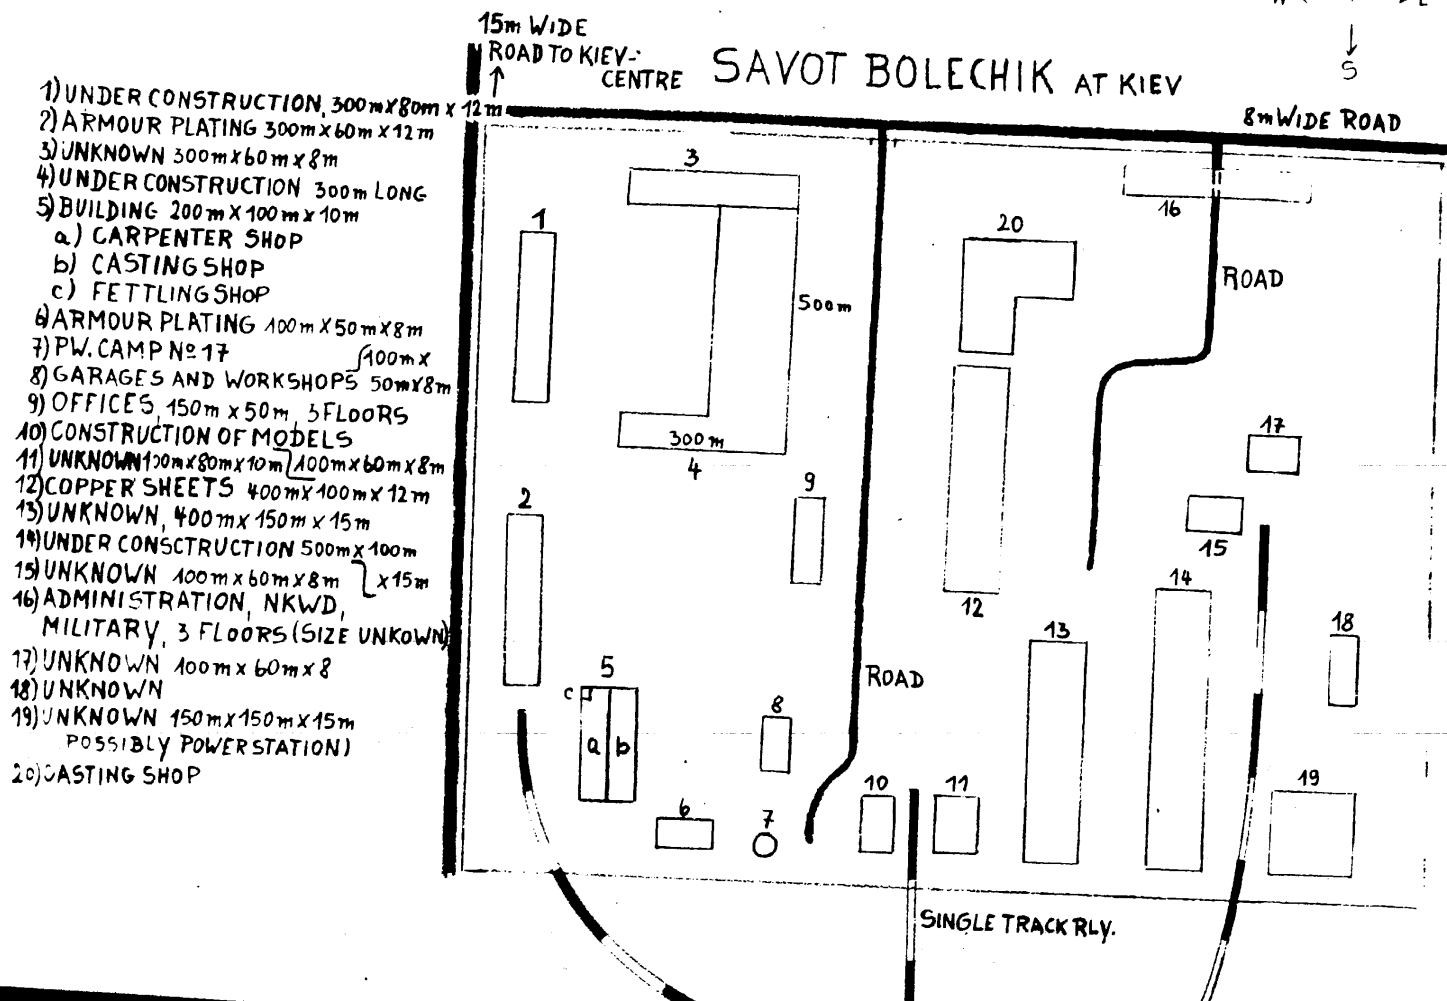 15m WIDE
ROAD TO KIEV-
CENTRE
SAVOT BOLECHIK AT KIEV
S
8m WIDE ROAD
1) UNDER CONSTRUCTION, 300m x 80m x 12m
2) ARMOUR PLATING 300m x 60m x 12m
3) UNKNOWN 300m x 60m x 8m
4) UNDER CONSTRUCTION 300m LONG
5) BUILDING 200m x 100m x 10m
a) CARPENTER SHOP
b) CASTING SHOP
c) FETTLING SHOP
6) ARMOUR PLATING 100m x 50m x 8m
7) PW. CAMP No 17
100m x
8) GARAGES AND WORKSHOPS 50m x 8m
9) OFFICES, 150m x 50m, 3 FLOORS
10) CONSTRUCTION OF MODELS
11) UNKNOWN 100m x 80m x 10m 100m x 60m x 8m
12) COPPER SHEETS 400m x 100m x 12m
13) UNKNOWN, 400m x 150m x 15m
14) UNDER CONSCTRUCTION 500m x 100m
15) UNKNOWN 100m x 60m x 8m x 15m
16) ADMINISTRATION, NKWD,
MILITARY, 3 FLOORS (SIZE UNKOWN)
17) UNKNOWN 100m x 60m x 8
18) UNKNOWN
19) UNKNOWN 150m x 150m x 15m
POSSIBLY POWERSTATION)
20) CASTING SHOP
3
16
1
20
ROAD
500m
17
300m
4
9
2
15
14
12
13
18
5
ROAD
c
8
a b
10
11
19
6
7
SINGLE TRACK RLY.